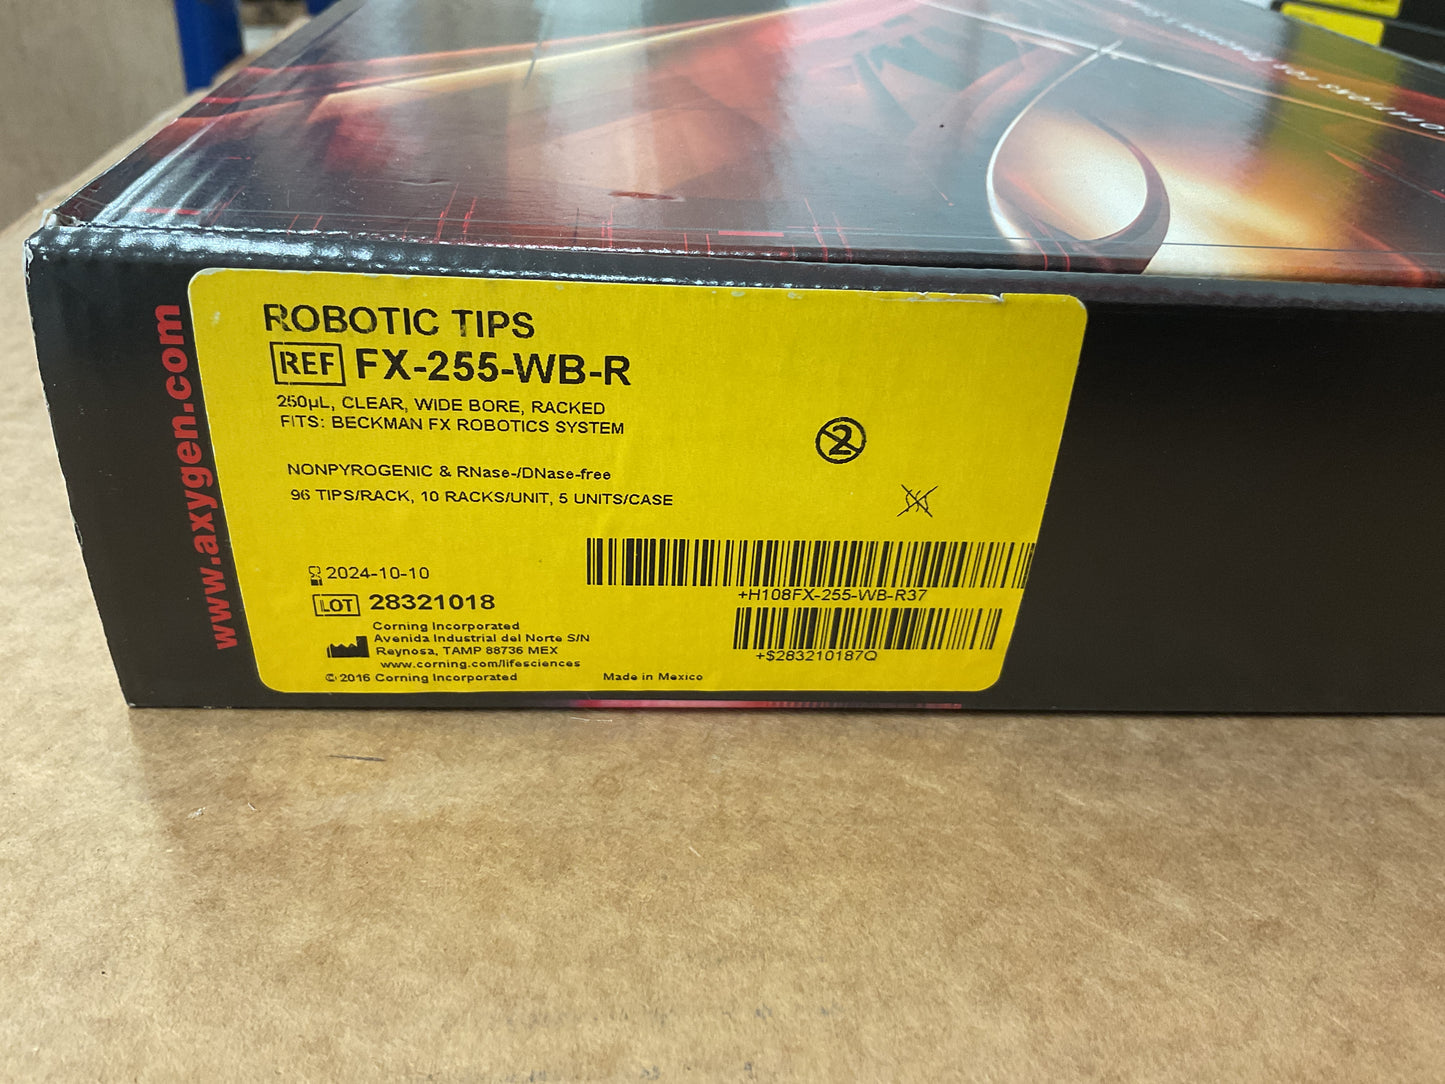 www.axygen.com
ROBOTIC TIPS
REF FX-255-WB-R
250µL, CLEAR, WIDE BORE, RACKED
FITS: BECKMAN FX ROBOTICS SYSTEM
2
NONPYROGENIC & RNase-/DNase-free
96 TIPS/RACK, 10 RACKS/UNIT, 5 UNITS/CASE
2024-10-10
+H108FX-255-WB-R37
LOT 28321018
Corning Incorporated
Avenida Industrial del Norte S/N
Reynosa, TAMP 88736 MEX
www.corning.com/lifesciences
+$283210187Q
© 2016 Corning Incorporated
Made in Mexico